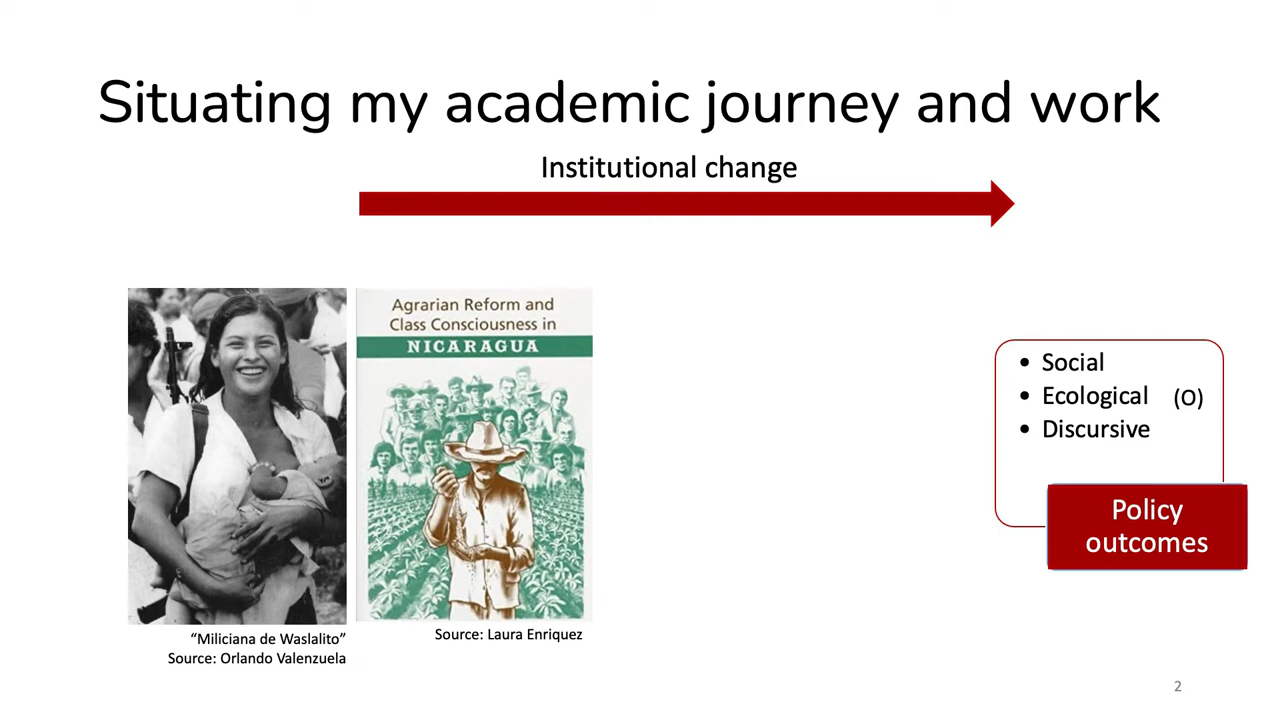 Situating my academic journey and work
Institutional change
Agrarian Reform and
Class Consciousness in
NICARAGUA
• Social
• Ecological (O)
• Discursive
Policy
outcomes
“Miliciana de Waslalito”
Source: Orlando Valenzuela
Source: Laura Enriquez
2